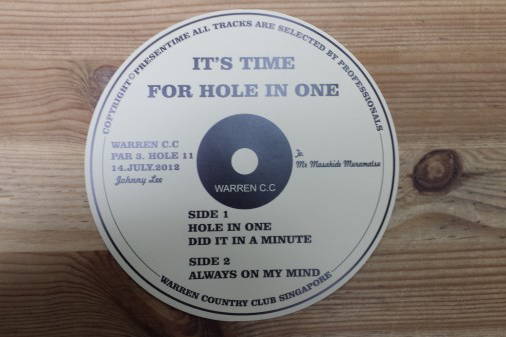 COPYRIGHT©PRESENTIME ALL TRACKS ARE SELECTED BY PROFESSIONALS
IT'S TIME
FOR HOLE IN ONE
WARREN C.C
PAR 3. HOLE 11
14.JULY.2012
Johnny Lee
To
Mr Masahide Muramatsu
WARREN C.C
SIDE 1
HOLE IN ONE
DID IT IN A MINUTE
SIDE 2
ALWAYS ON MY MIND
WARREN COUNTRY CLUB SINGAPORE